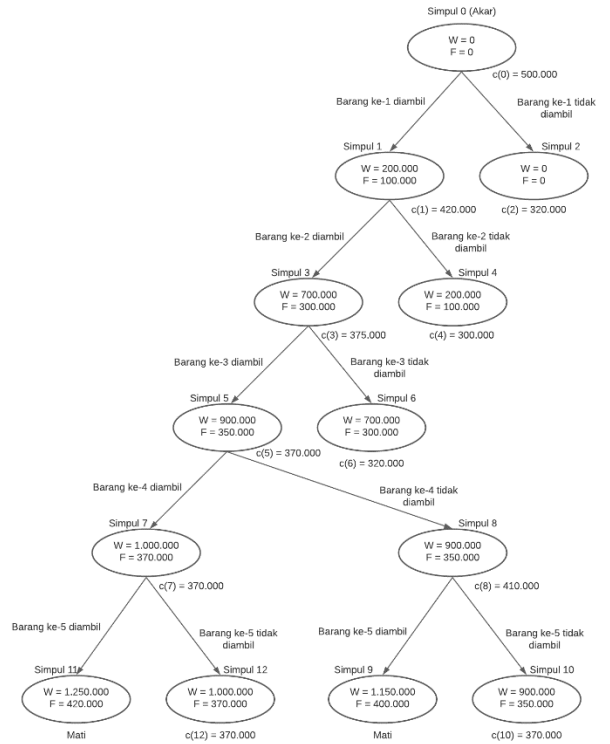 Simpul 0 (Akar)
W = 0
F = 0
c(0) = 500.000
Barang ke-1 diambil
Barang ke-1 tidak
diambil
Simpul 1
Simpul 2
W = 200.000
F = 100.000
W = 0
F = 0
c(1) = 420.000
c(2) = 320.000
Barang ke-2 diambil
Barang ke-2 tidak
diambil
Simpul 3
Simpul 4
W = 700.000
F = 300.000
W = 200.000
F = 100.000
c(3) = 375.000
c(4) = 300.000
Barang ke-3 diambil
Barang ke-3 tidak
diambil
Simpul 5
Simpul 6
W = 900.000
F = 350.000
W = 700.000
F = 300.000
c(5) = 370.000
c(6) = 320.000
Barang ke-4 diambil
Barang ke-4 tidak
diambil
Simpul 7
Simpul 8
W = 1.000.000
F = 370.000
W = 900.000
F = 350.000
c(7) = 370.000
c(8) = 410.000
Barang ke-5 diambil
Barang ke-5 tidak
diambil
Barang ke-5 diambil
Barang ke-5 tidak
diambil
Simpul 11
Simpul 12
Simpul 9
Simpul 10
W = 1.250.000
F = 420.000
W = 1.000.000
F = 370.000
W = 1.150.000
F = 400.000
W = 900.000
F = 350.000
Mati
c(12) = 370.000
Mati
c(10) = 370.000